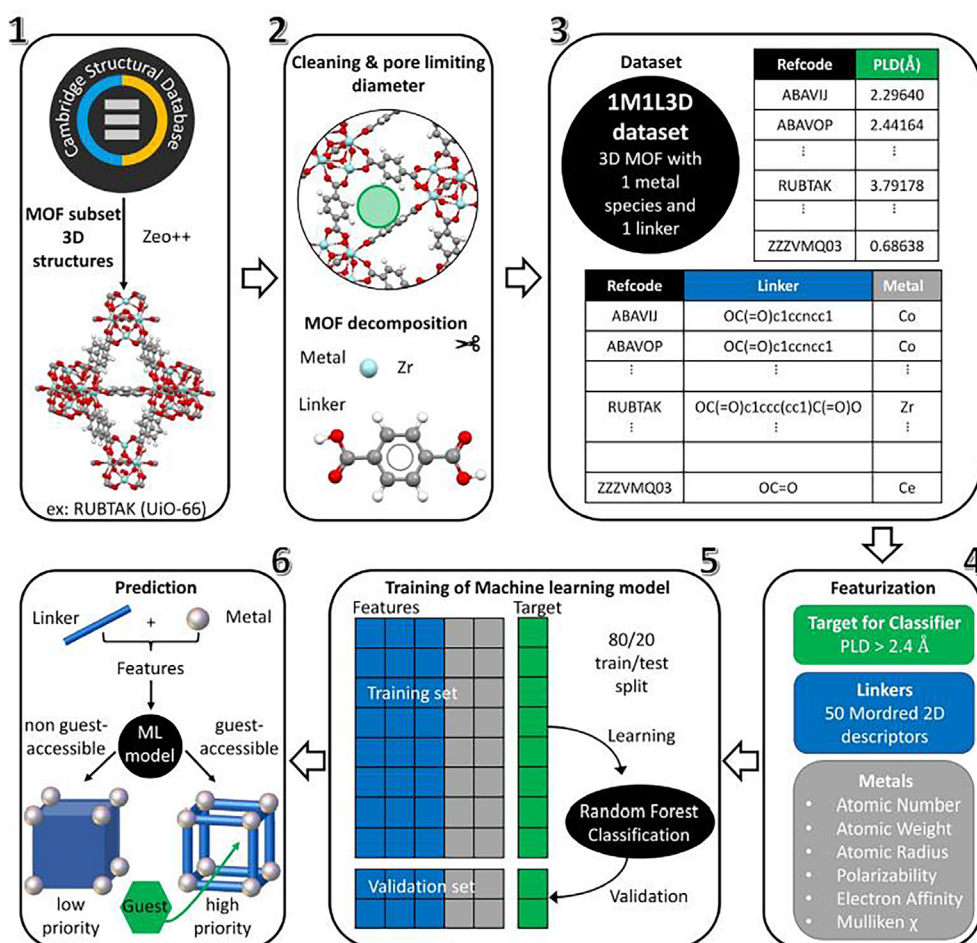 1
Cambridge Structural Database
MOF subset
3D
structures
Zeo++
ex: RUBTAK (UiO-66)
2
Cleaning & pore limiting
diameter
MOF decomposition
Metal
Zr
Linker
3
Dataset
1M1L3D
dataset
3D MOF with
1 metal
species and
1 linker
Refcode PLD(Å)
ABAVIJ 2.29640
ABAVOP 2.44164
⋮ ⋮
RUBTAK 3.79178
⋮ ⋮
ZZZVMQ03 0.68638
Refcode Linker Metal
ABAVIJ OC(=O)c1ccncc1 Co
ABAVOP OC(=O)c1ccncc1 Co
⋮ ⋮ ⋮
RUBTAK OC(=O)c1ccc(cc1)C(=O)O Zr
⋮ ⋮ ⋮
ZZZVMQ03 OC=O Ce
4
Featurization
Target for Classifier
PLD > 2.4 Å
Linkers
50 Mordred 2D
descriptors
Metals
• Atomic Number
• Atomic Weight
• Atomic Radius
• Polarizability
• Electron Affinity
• Mulliken χ
5
Training of Machine learning model
Features Target
80/20
train/test
split
Training set
Learning
Random Forest
Classification
Validation set
Validation
6
Prediction
Linker + Metal
Features
non guest-
accessible
ML
model
guest-
accessible
low
priority
Guest
high
priority